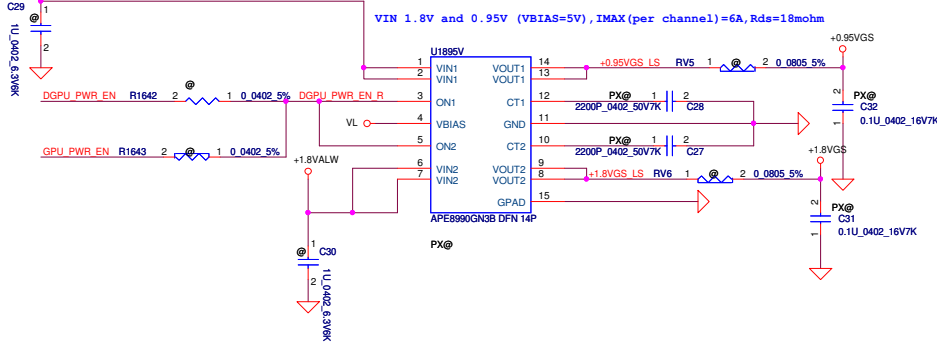 C29
@
1
2
1U_0402_6.3V6K
VIN 1.8V and 0.95V (VBIAS=5V),IMAX(per channel)=6A,Rds=18mohm
U1895V
1 VIN1 VOUT1 14
2 VIN1 VOUT1 13
3 ON1 CT1 12
4 VBIAS GND 11
5 ON2 CT2 10
6 VIN2 VOUT2 9
7 VIN2 VOUT2 8
GPAD 15
APE8990GN3B DFN 14P
PX@
DGPU_PWR_EN R1642 2 @ 1 0_0402_5% DGPU_PWR_EN_R
VL
GPU_PWR_EN R1643 2 @ 1 0_0402_5%
+1.8VALW
@ 1 C30
2
1U_0402_6.3V6K
+0.95VGS_LS RV5 1 @ 2 0_0805_5%
+0.95VGS
PX@ 1 2
2200P_0402_50V7K C28
PX@ 1 2
2200P_0402_50V7K C27
2 PX@
C32
1 0.1U_0402_16V7K
+1.8VGS_LS RV6 1 @ 2 0_0805_5%
+1.8VGS
2 PX@
C31
1 0.1U_0402_16V7K